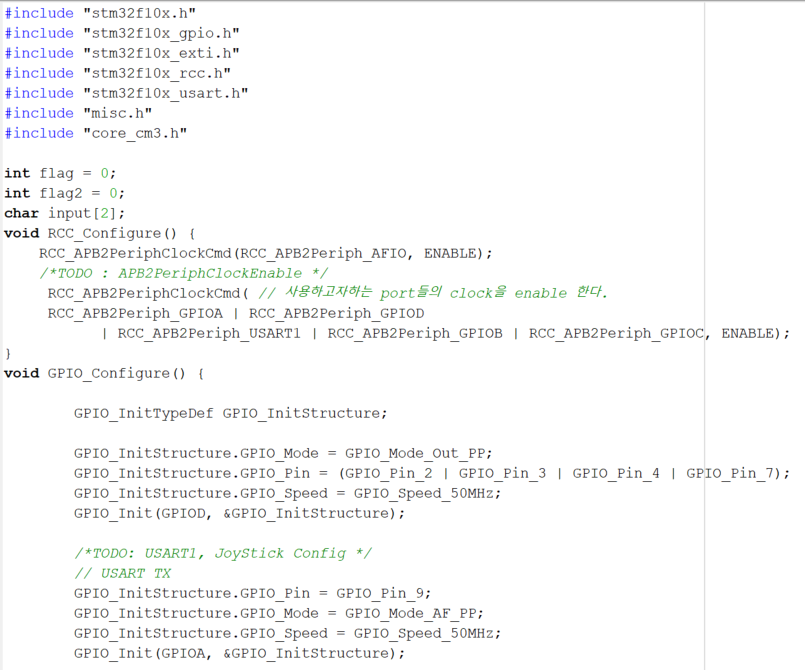 #include "stm32f10x.h"
#include "stm32f10x_gpio.h"
#include "stm32f10x_exti.h"
#include "stm32f10x_rcc.h"
#include "stm32f10x_usart.h"
#include "misc.h"
#include "core_cm3.h"

int flag = 0;
int flag2 = 0;
char input[2];
void RCC_Configure() {
    RCC_APB2PeriphClockCmd(RCC_APB2Periph_AFIO, ENABLE);
    /*TODO : APB2PeriphClockEnable */
     RCC_APB2PeriphClockCmd( // 사용하고자하는 port들의 clock을 enable 한다.
     RCC_APB2Periph_GPIOA | RCC_APB2Periph_GPIOD
           | RCC_APB2Periph_USART1 | RCC_APB2Periph_GPIOB | RCC_APB2Periph_GPIOC, ENABLE);
}
void GPIO_Configure() {

        GPIO_InitTypeDef GPIO_InitStructure;

        GPIO_InitStructure.GPIO_Mode = GPIO_Mode_Out_PP;
        GPIO_InitStructure.GPIO_Pin = (GPIO_Pin_2 | GPIO_Pin_3 | GPIO_Pin_4 | GPIO_Pin_7);
        GPIO_InitStructure.GPIO_Speed = GPIO_Speed_50MHz;
        GPIO_Init(GPIOD, &GPIO_InitStructure);

        /*TODO: USART1, JoyStick Config */
        // USART TX
        GPIO_InitStructure.GPIO_Pin = GPIO_Pin_9;
        GPIO_InitStructure.GPIO_Mode = GPIO_Mode_AF_PP;
        GPIO_InitStructure.GPIO_Speed = GPIO_Speed_50MHz;
        GPIO_Init(GPIOA, &GPIO_InitStructure);